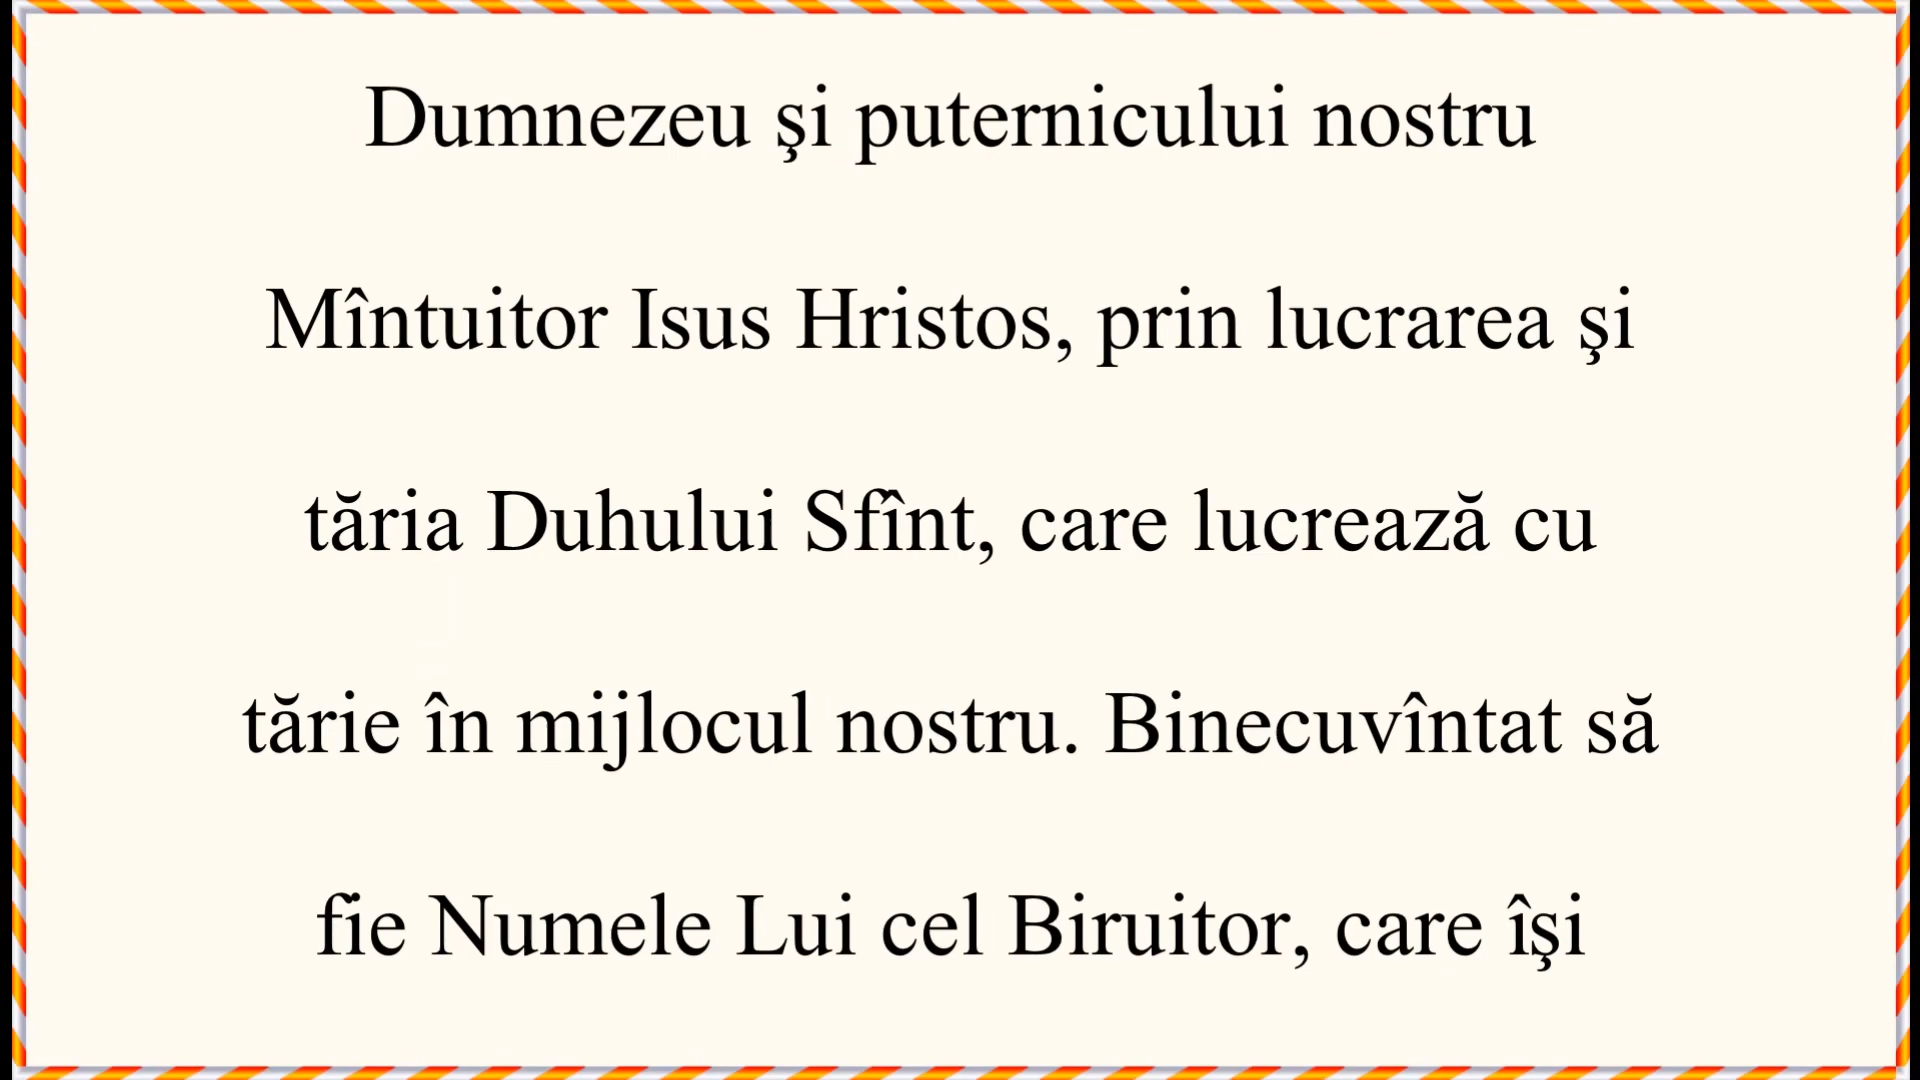 Dumnezeu şi puternicului nostru
Mîntuitor Isus Hristos, prin lucrarea şi
tăria Duhului Sfînt, care lucrează cu
tărie în mijlocul nostru. Binecuvîntat să
fie Numele Lui cel Biruitor, care îşi